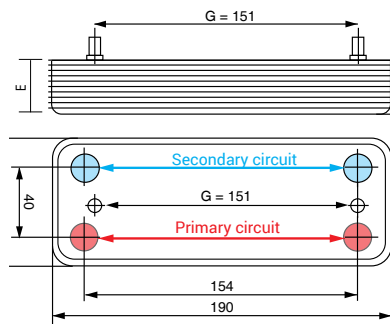 G = 151
E
Secondary circuit
40
G = 151
Primary circuit
154
190